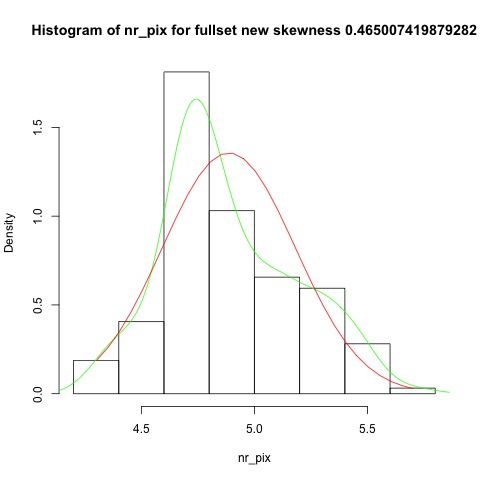 Histogram of nr_pix for fullset new skewness 0.465007419879282
Density
1.5
1.0
0.5
0.0
4.5 5.0 5.5
nr_pix